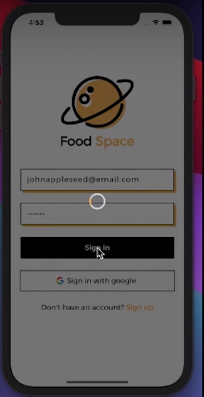 4:53
Food Space
johnappleseed@email.com
.......
Sign in
G Sign in with google
Don't have an account? Sign up